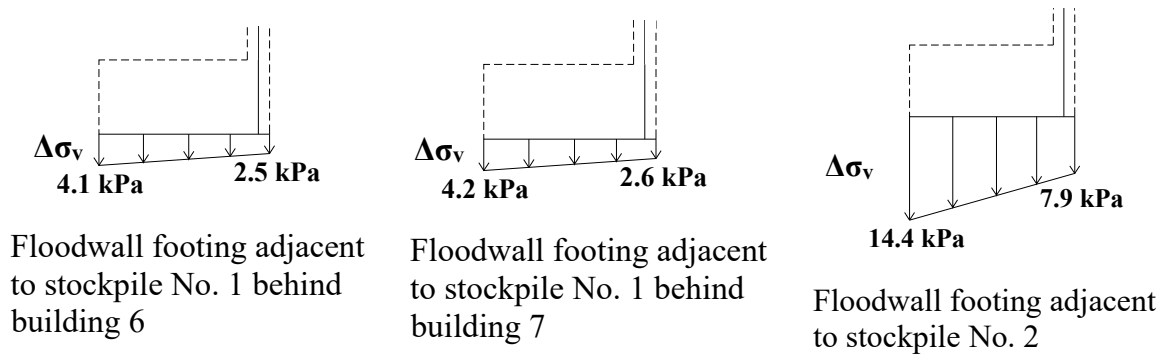 Δσv
4.1 kPa
2.5 kPa
Floodwall footing adjacent
to stockpile No. 1 behind
building 6
Δσv
4.2 kPa
2.6 kPa
Floodwall footing adjacent
to stockpile No. 1 behind
building 7
Δσv
7.9 kPa
14.4 kPa
Floodwall footing adjacent
to stockpile No. 2